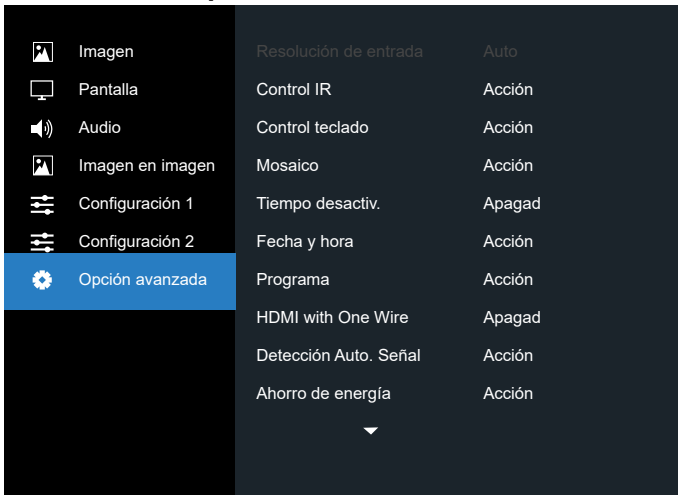 Imagen
Pantalla
Audio
Imagen en imagen
Configuración 1
Configuración 2
Opción avanzada
Resolución de entrada Auto
Control IR Acción
Control teclado Acción
Mosaico Acción
Tiempo desactiv. Apagad
Fecha y hora Acción
Programa Acción
HDMI with One Wire Apagad
Detección Auto. Señal Acción
Ahorro de energía Acción